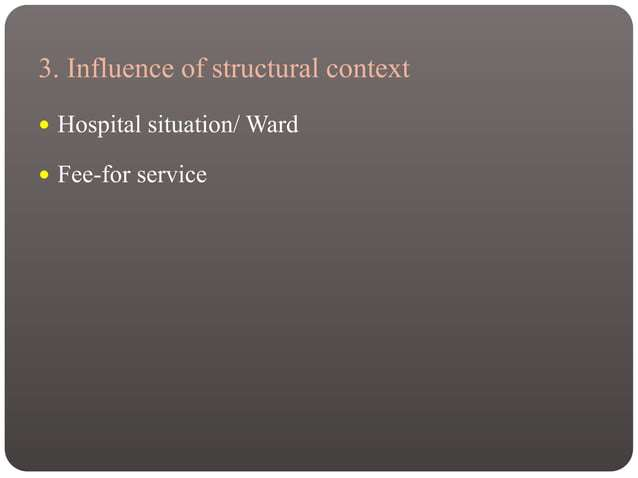 3. Influence of structural context
• Hospital situation/ Ward
• Fee-for service